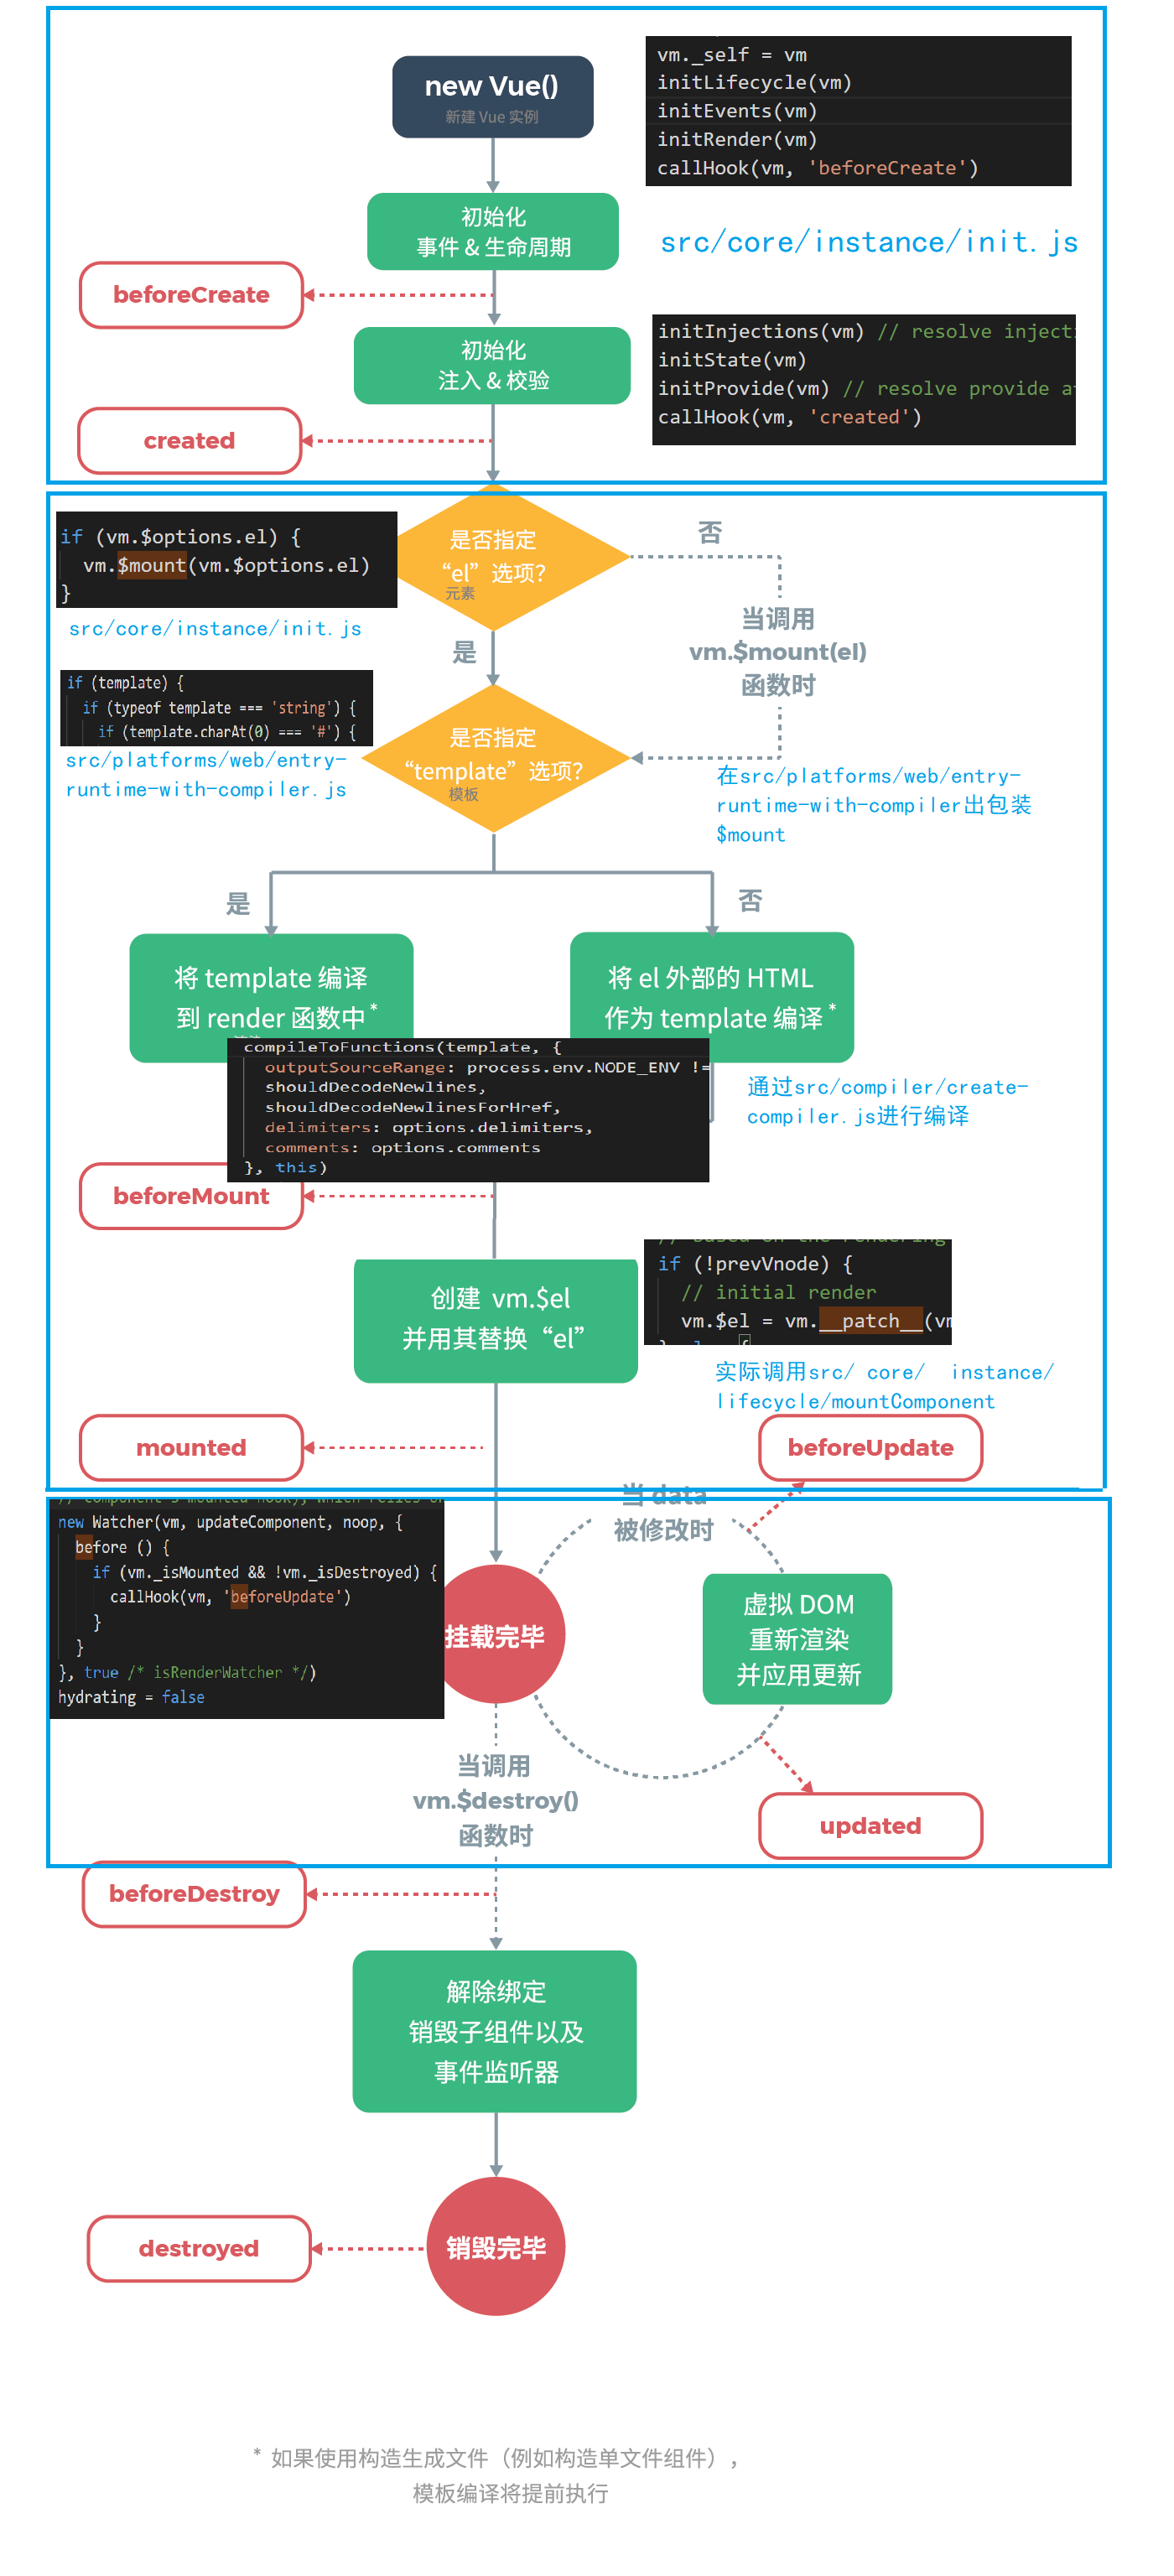 new Vue()
新建 Vue 实例
vm._self = vm
initLifecycle(vm)
initEvents(vm)
initRender(vm)
callHook(vm, 'beforeCreate')
初始化
事件 & 生命周期
src/core/instance/init.js
beforeCreate
初始化
注入 & 校验
initInjections(vm) // resolve
initState(vm)
initProvide(vm) // resolve provide
callHook(vm, 'created')
created
if (vm.$options.el) {
vm.$mount(vm.$options.el)
}
src/core/instance/init.js
是否指定
“el”选项?
元素
否
当调用
vm.$mount(el)
函数时
是
if (template) {
if (typeof template === 'string') {
if (template.charAt(0) === '#') {
src/platforms/web/entry-
runtime-with-compiler.js
是否指定
“template”选项?
模板
在src/platforms/web/entry-
runtime-with-compiler出包装
$mount
是
否
将 template 编译
到 render 函数中*
将 el 外部的 HTML
作为 template 编译*
compileToFunctions(template, {
outputSourceRange: process.env.NODE_ENV !=
shouldDecodeNewlines,
shouldDecodeNewlinesForHref,
delimiters: options.delimiters,
comments: options.comments
}, this)
通过src/compiler/create-
compiler.js进行编译
beforeMount
创建 vm.$el
并用其替换“el”
// based on the rendering
if (!prevVnode) {
// initial render
vm.$el = vm.__patch__(vm
实际调用src/ core/ instance/
lifecycle/mountComponent
mounted
beforeUpdate
当 data
被修改时
// component's mounted hook), which relies on
new Watcher(vm, updateComponent, noop, {
before () {
if (vm._isMounted && !vm._isDestroyed) {
callHook(vm, 'beforeUpdate')
}
}
}, true /* isRenderWatcher */)
hydrating = false
挂载完毕
虚拟 DOM
重新渲染
并应用更新
当调用
vm.$destroy()
函数时
updated
beforeDestroy
解除绑定
销毁子组件以及
事件监听器
销毁完毕
destroyed
* 如果使用构造生成文件（例如构造单文件组件），
模板编译将提前执行